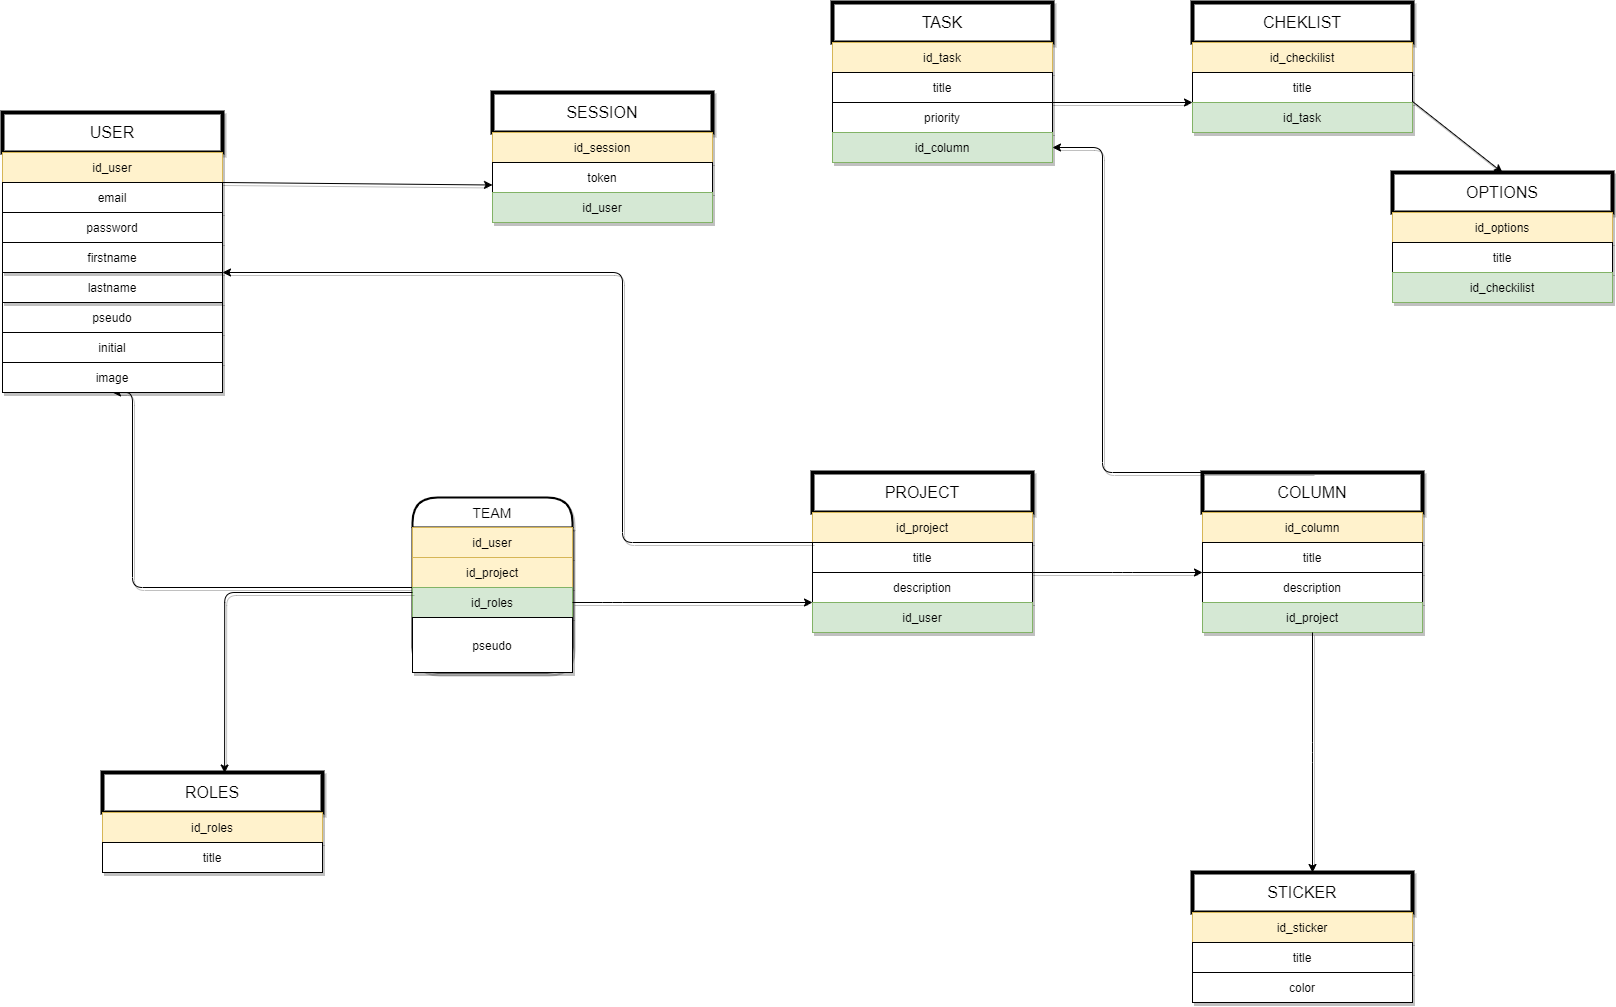 TASK
id_task
title
priority
id_column
CHEKLIST
id_checkilist
title
id_task
SESSION
id_session
token
id_user
USER
id_user
email
password
firstname
lastname
pseudo
initial
image
OPTIONS
id_options
title
id_checkilist
TEAM
id_user
id_project
id_roles
pseudo
PROJECT
id_project
title
description
id_user
COLUMN
id_column
title
description
id_project
ROLES
id_roles
title
STICKER
id_sticker
title
color